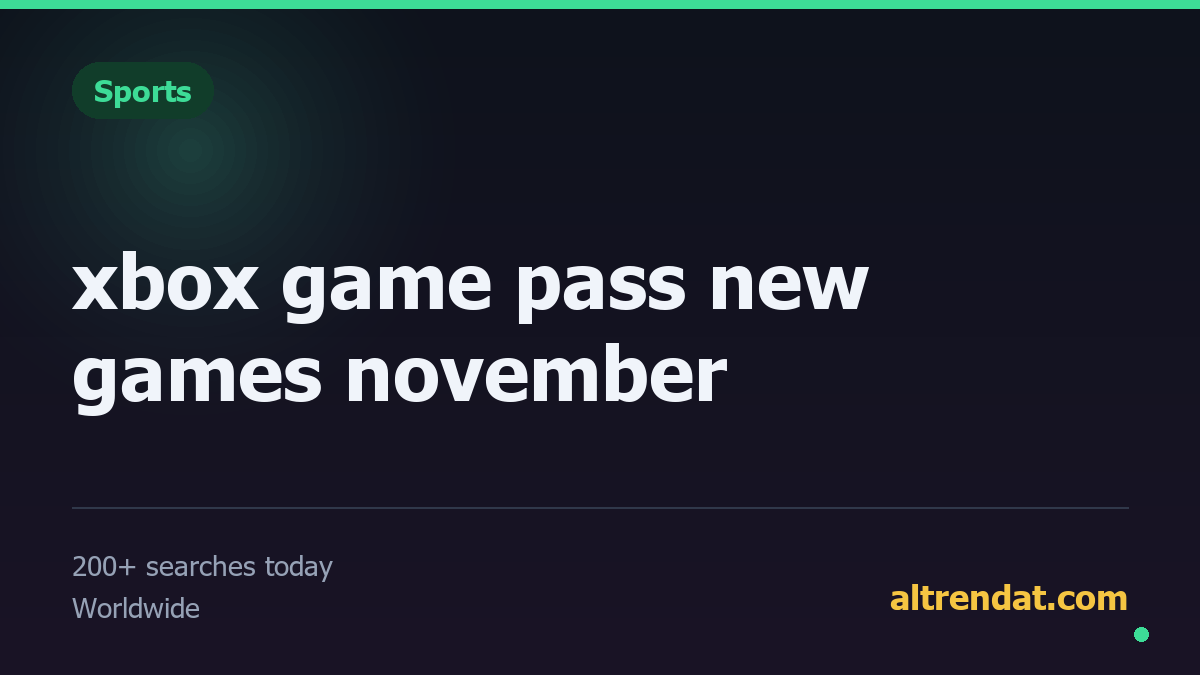 Sports
xbox game pass new
games november
200+ searches today
Worldwide
altrendat.com